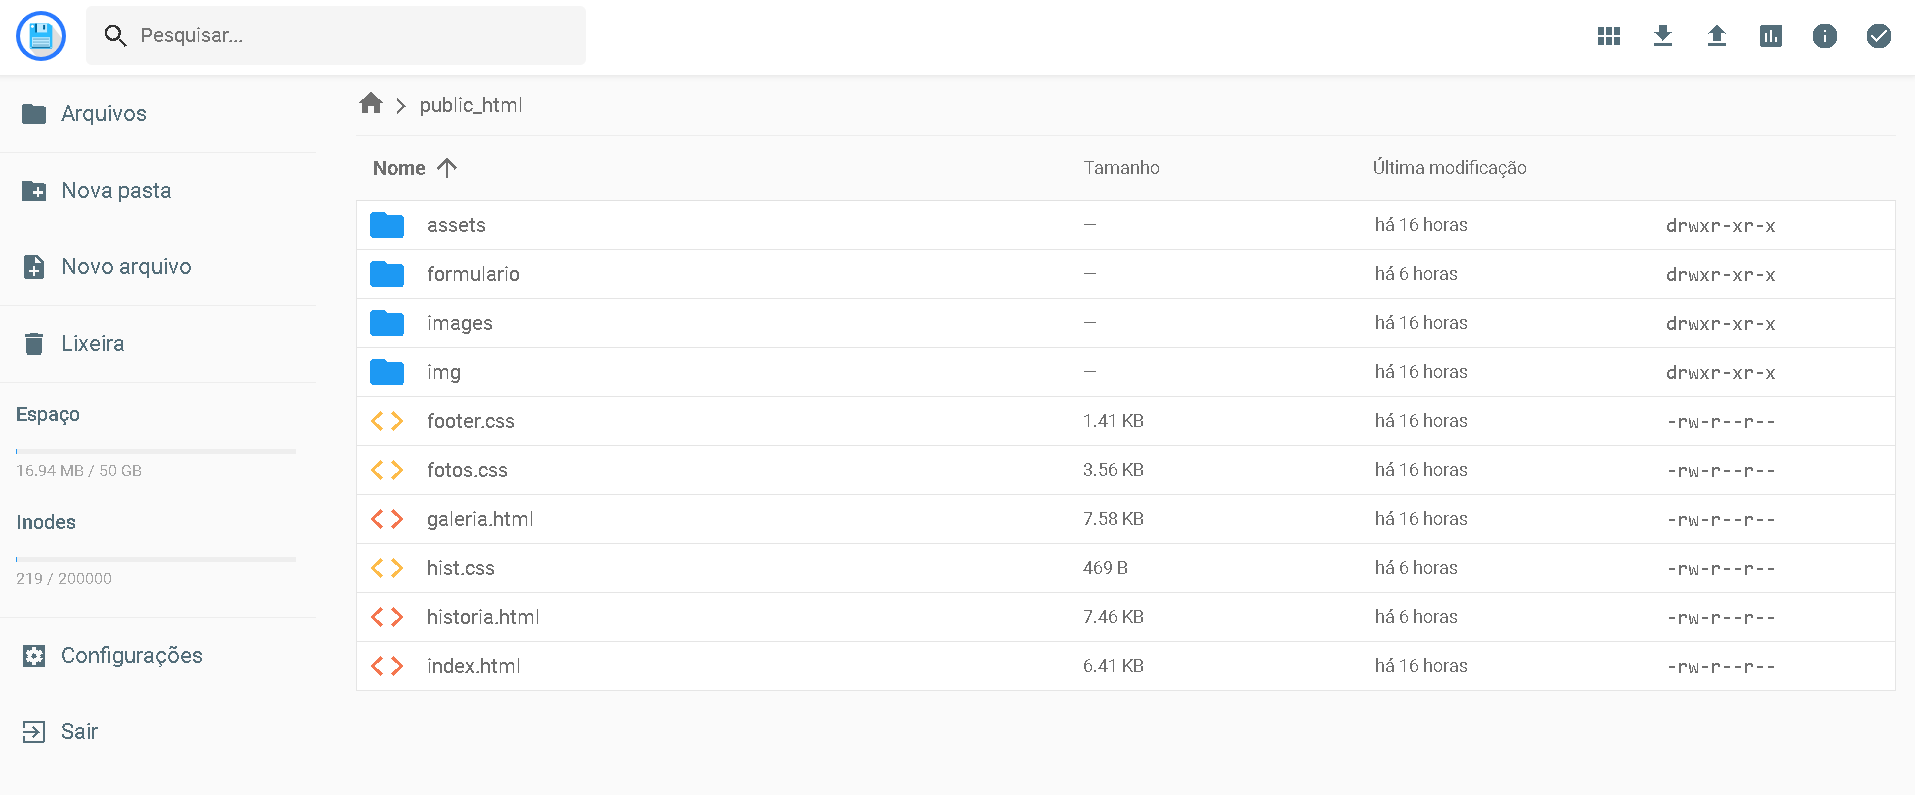 Pesquisar...
Arquivos
Nova pasta
Novo arquivo
Lixeira
Espaço
16.94 MB / 50 GB
Inodes
219 / 200000
Configurações
Sair
public_html
Nome Tamanho Última modificação
assets — há 16 horas drwxr-xr-x
formulario — há 6 horas drwxr-xr-x
images — há 16 horas drwxr-xr-x
img — há 16 horas drwxr-xr-x
footer.css 1.41 KB há 16 horas -rw-r--r--
fotos.css 3.56 KB há 16 horas -rw-r--r--
galeria.html 7.58 KB há 16 horas -rw-r--r--
hist.css 469 B há 6 horas -rw-r--r--
historia.html 7.46 KB há 6 horas -rw-r--r--
index.html 6.41 KB há 16 horas -rw-r--r--